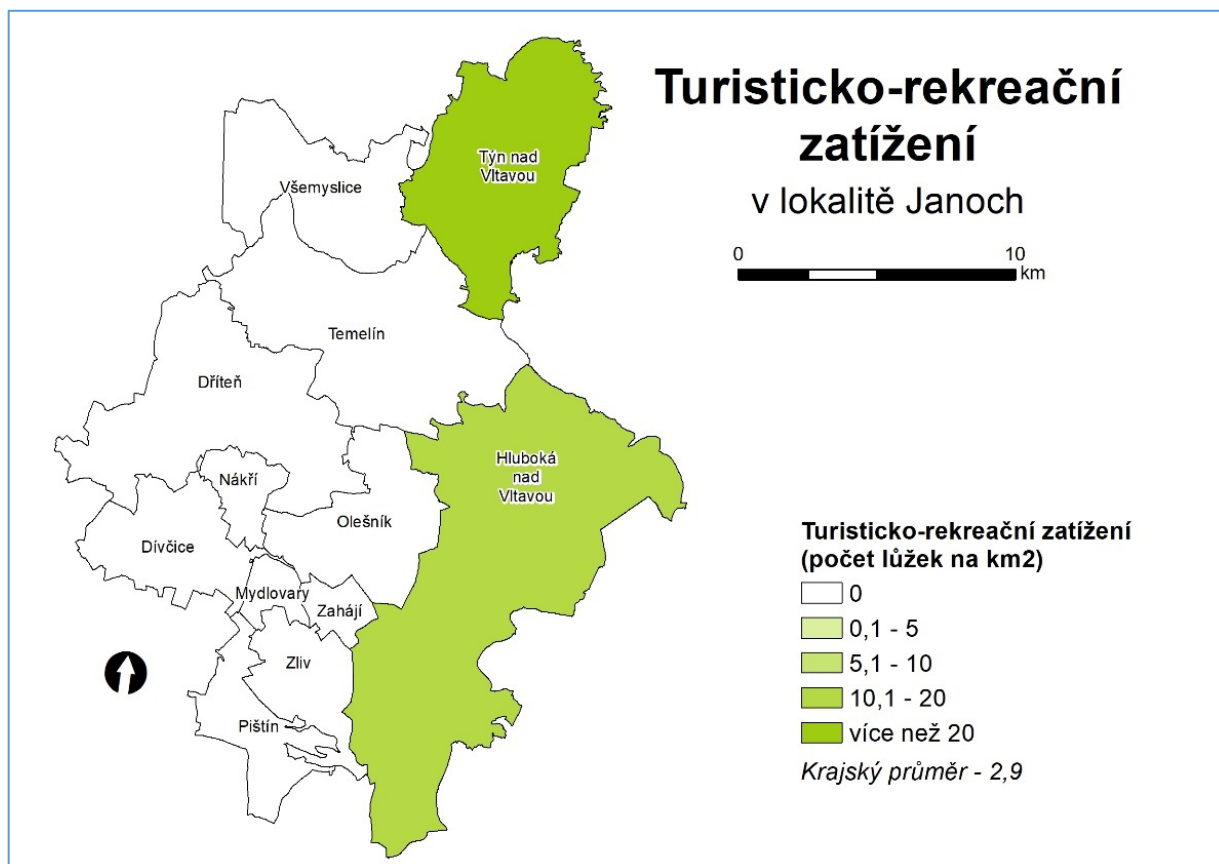 Turisticko-rekreační
zatížení
v lokalitě Janoch
0
10
km
Týn nad
Vltavou
Všemyslice
Temelín
Dříteň
Nákří
Hluboká
nad
Vltavou
Olešník
Dívčice
Mydlovary
Zahájí
Zliv
Pištín
Turisticko-rekreační zatížení
(počet lůžek na km2)
0
0,1 - 5
5,1 - 10
10,1 - 20
více než 20
Krajský průměr - 2,9